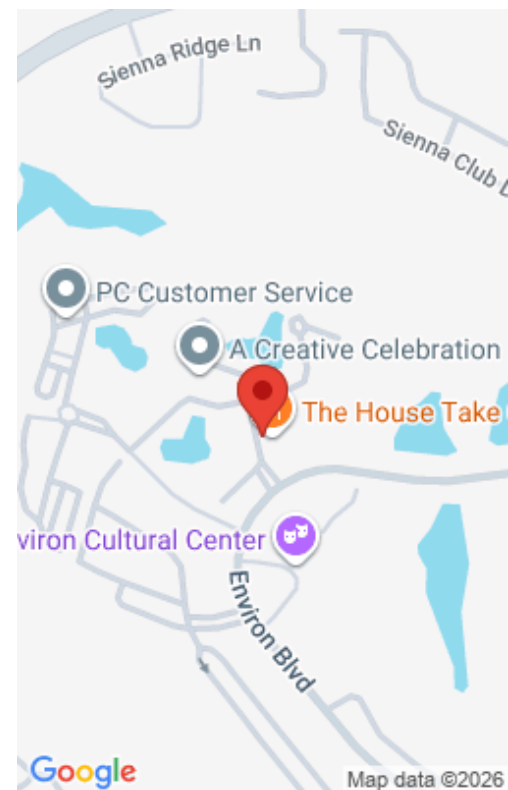 Sienna Ridge Ln
Sienna Club
PC Customer Service
A Creative Celebration
The House Take
viron Cultural Center
Environ Blvd
Google
Map data ©2026